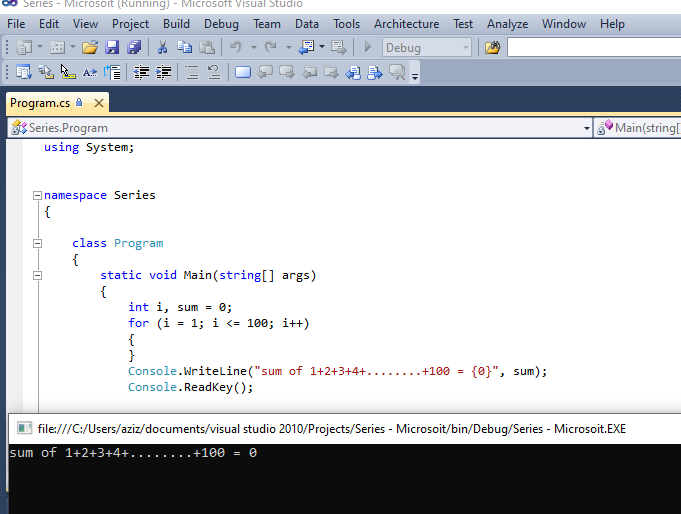 Series - Microsoit (Running) - Microsoft Visual Studio
File Edit View Project Build Debug Team Data Tools Architecture Test Analyze Window Help
Debug
Program.cs
Series.Program Main(string[]
using System;
namespace Series
{
class Program
{
static void Main(string[] args)
{
int i, sum = 0;
for (i = 1; i <= 100; i++)
{
}
Console.WriteLine("sum of 1+2+3+4+........+100 = {0}", sum);
Console.ReadKey();
file:///C:/Users/aziz/documents/visual studio 2010/Projects/Series - Microsoit/bin/Debug/Series - Microsoit.EXE
sum of 1+2+3+4+........+100 = 0